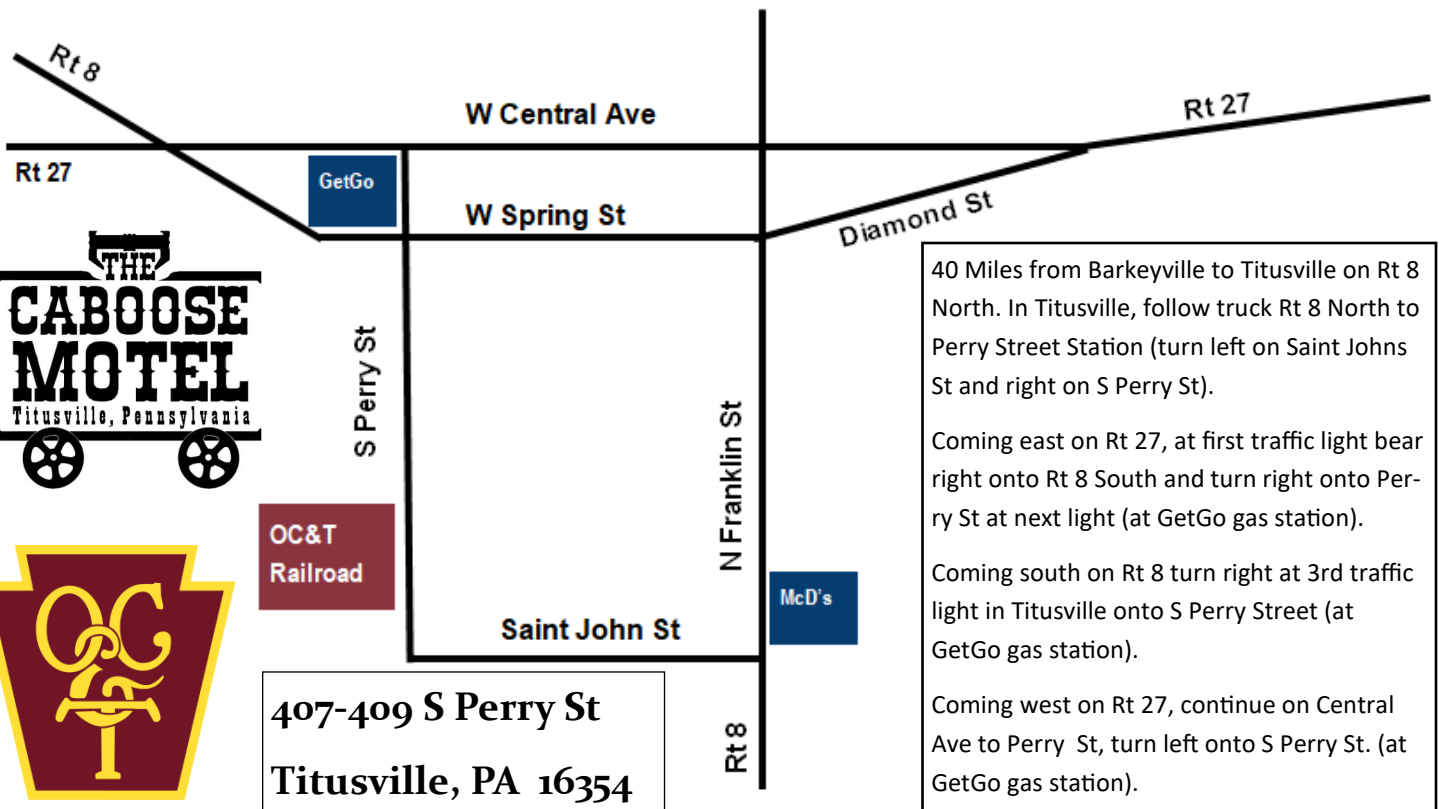 Rt 8
W Central Ave
Rt 27
Rt 27
GetGo
W Spring St
Diamond St
THE
CABOOSE
MOTEL
Titusville, Pennsylvania
S Perry St
N Franklin St
OC&T
Railroad
McD's
Saint John St
OC&T
Rt 8
407-409 S Perry St
Titusville, PA 16354
40 Miles from Barkeyville to Titusville on Rt 8
North. In Titusville, follow truck Rt 8 North to
Perry Street Station (turn left on Saint Johns
St and right on S Perry St).
Coming east on Rt 27, at first traffic light bear
right onto Rt 8 South and turn right onto Per-
ry St at next light (at GetGo gas station).
Coming south on Rt 8 turn right at 3rd traffic
light in Titusville onto S Perry Street (at
GetGo gas station).
Coming west on Rt 27, continue on Central
Ave to Perry St, turn left onto S Perry St. (at
GetGo gas station).